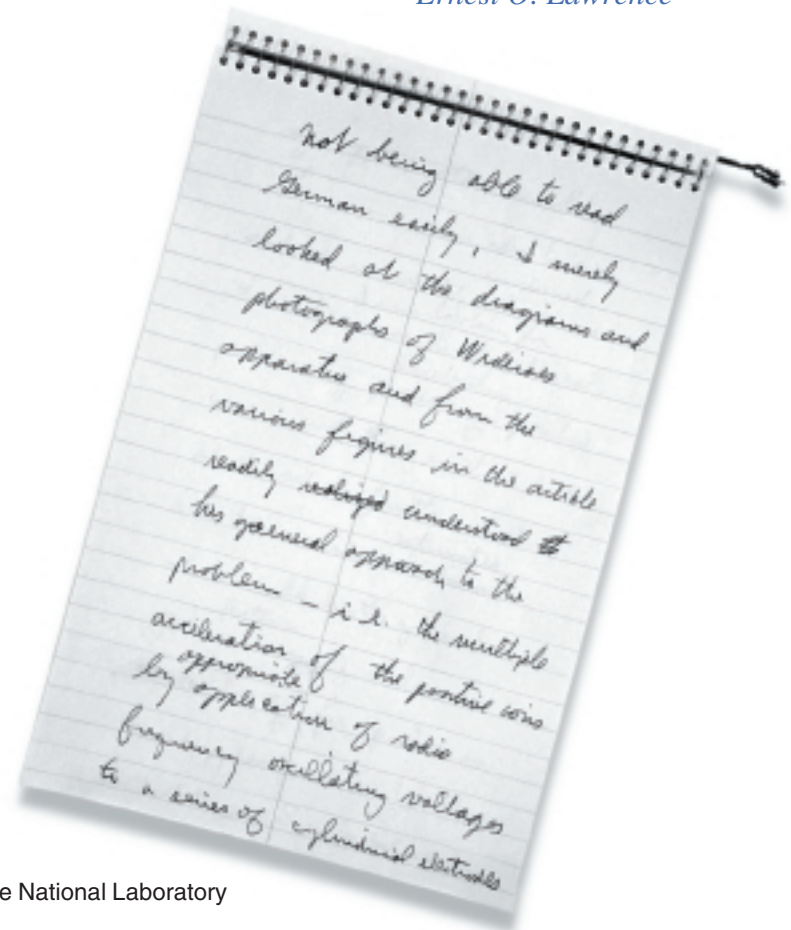 Ernest O. Lawrence
not being able to read
German easily, I merely
looked at the diagrams and
photographs of Wideroes
apparatus and from the
various figures in the article
readily realized understood
his general approach to the
problem – i.e. the multiple
acceleration of the positive ions
appropriate
by application of radio
frequency oscillating voltages
to a series of cylindrical electrodes
e National Laboratory